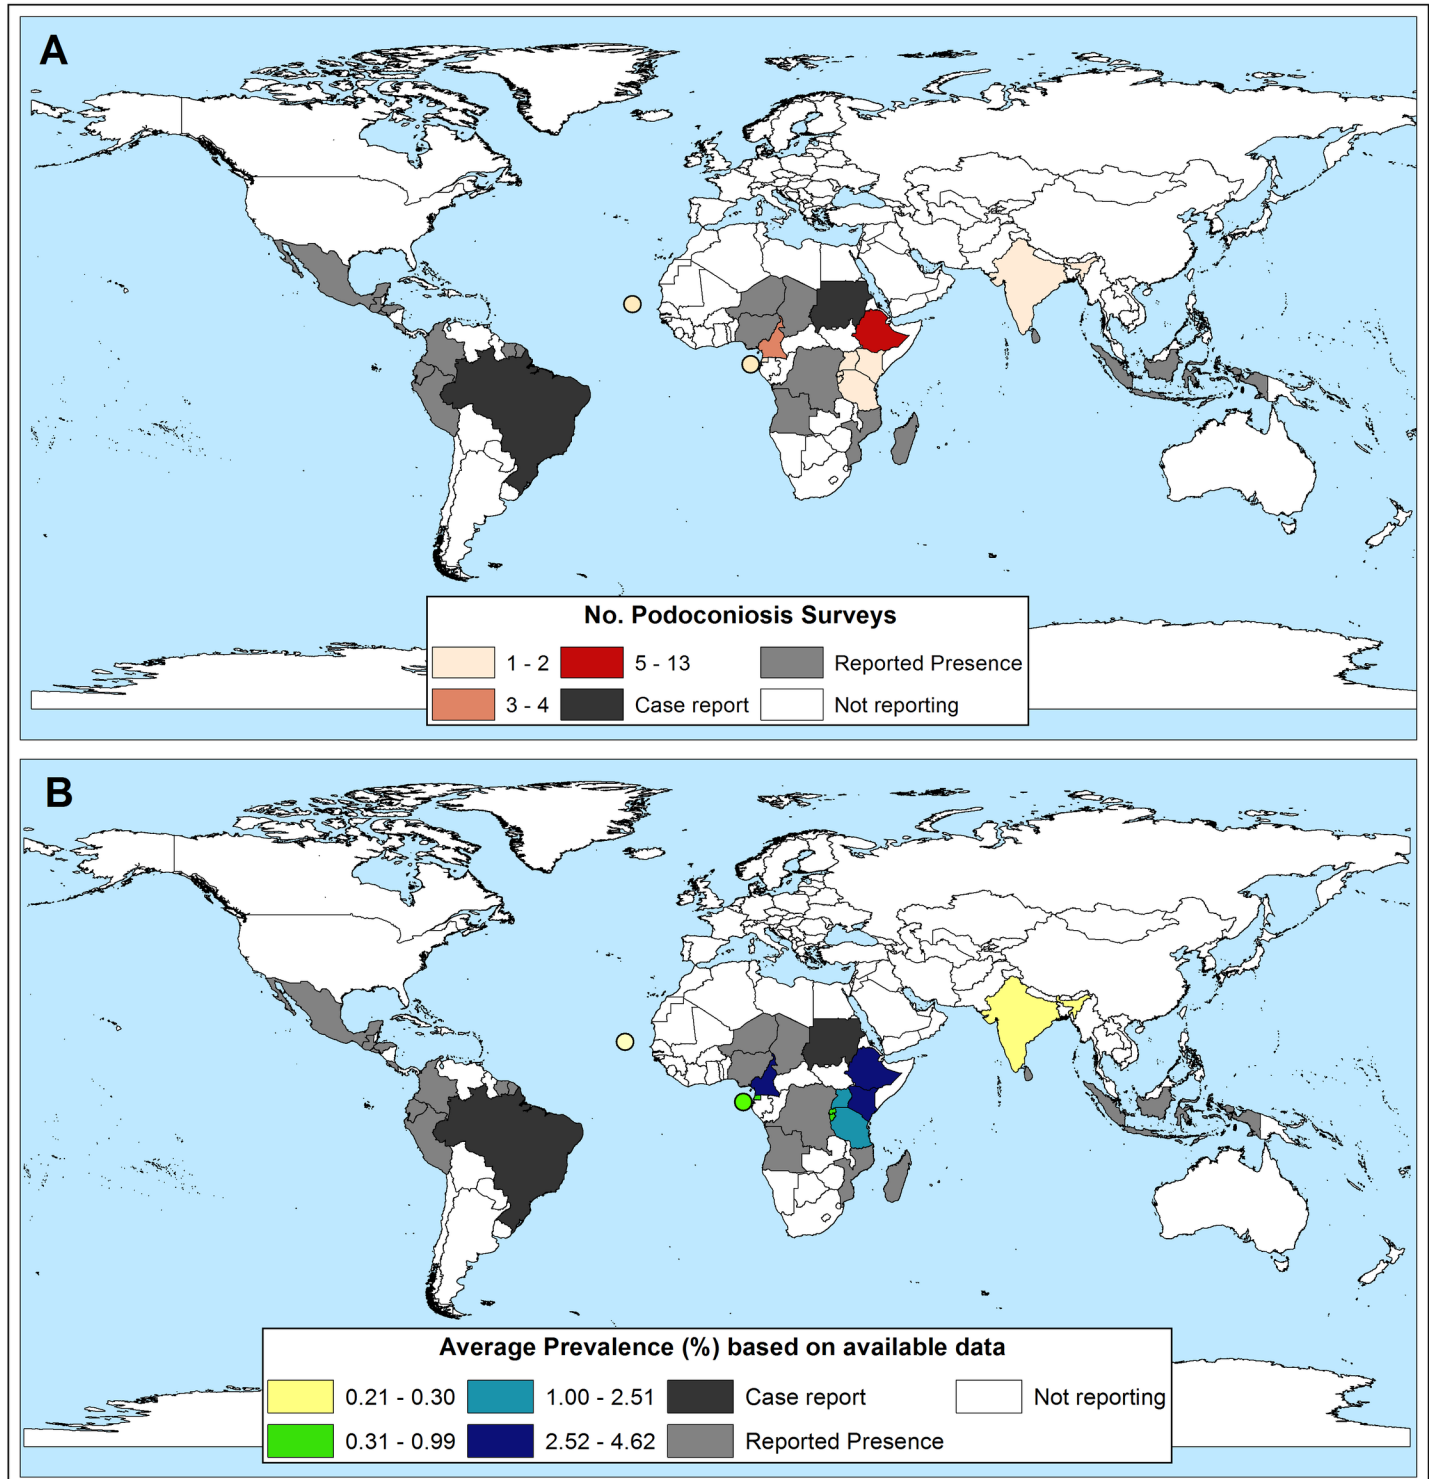 A
No. Podoconiosis Surveys
1 - 2 5 - 13 Reported Presence
3 - 4 Case report Not reporting
B
Average Prevalence (%) based on available data
0.21 - 0.30 1.00 - 2.51 Case report Not reporting
0.31 - 0.99 2.52 - 4.62 Reported Presence